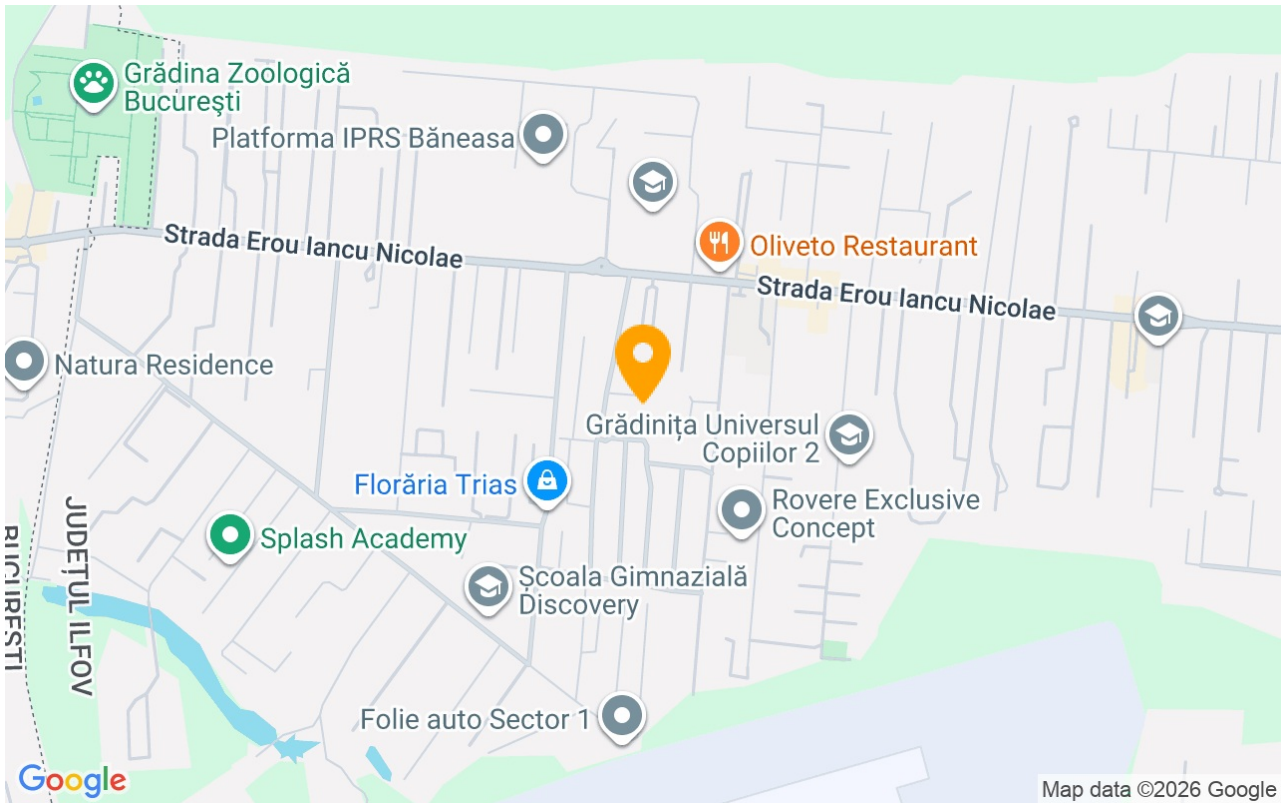 Grădina Zoologică
Bucureşti
Platforma IPRS Băneasa
Strada Erou Iancu Nicolae
Oliveto Restaurant
Strada Erou Iancu Nicolae
Natura Residence
Grădinița Universul
Copiilor 2
Florăria Trias
Rovere Exclusive
Concept
JUDEȚUL ILFOV
BUCUREȘTI
Splash Academy
Școala Gimnazială
Discovery
Folie auto Sector 1
Google
Map data ©2026 Google